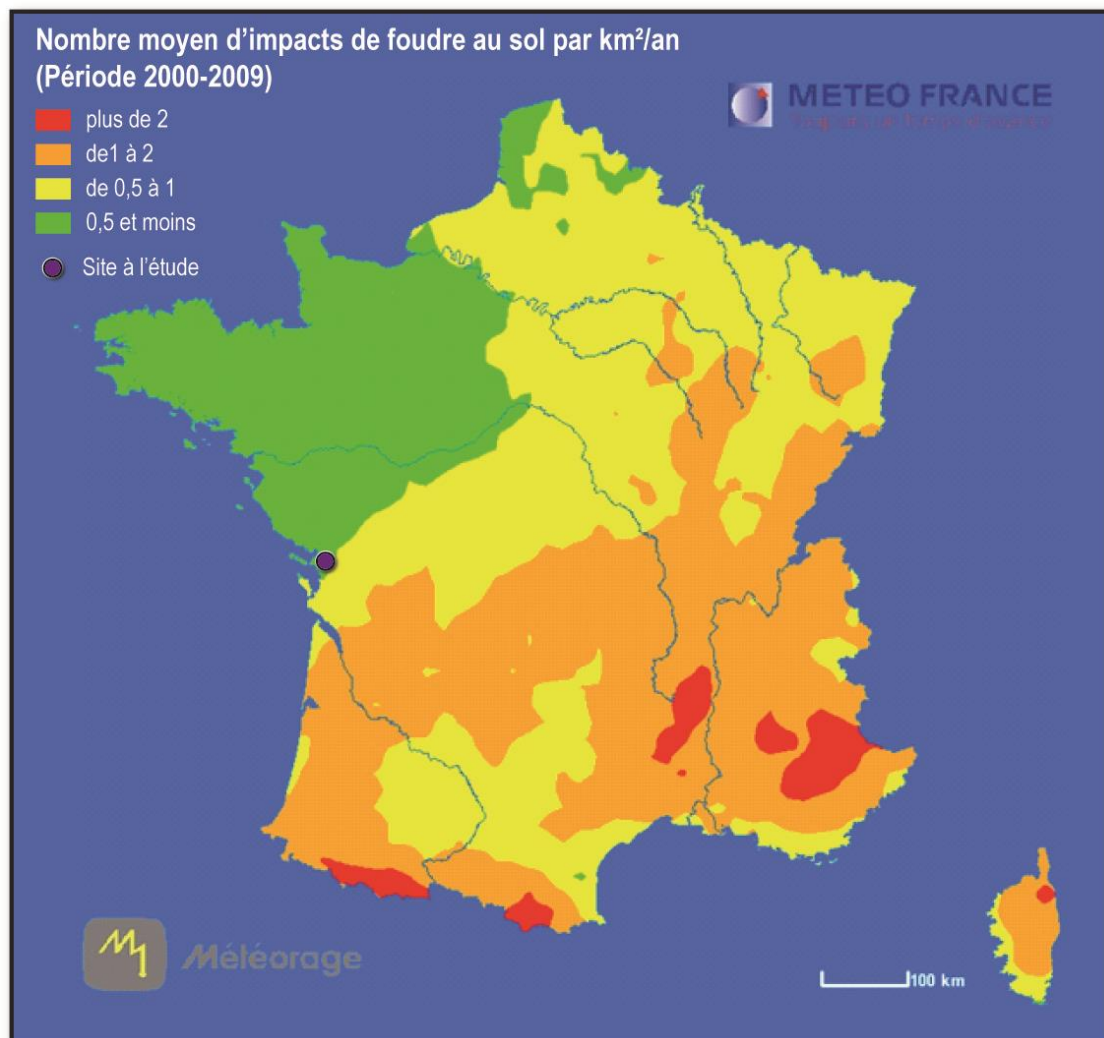 Nombre moyen d’impacts de foudre au sol par km²/an
(Période 2000-2009)
plus de 2
de1 à 2
de 0,5 à 1
0,5 et moins
Site à l’étude
METEO FRANCE
Météorage
100 km